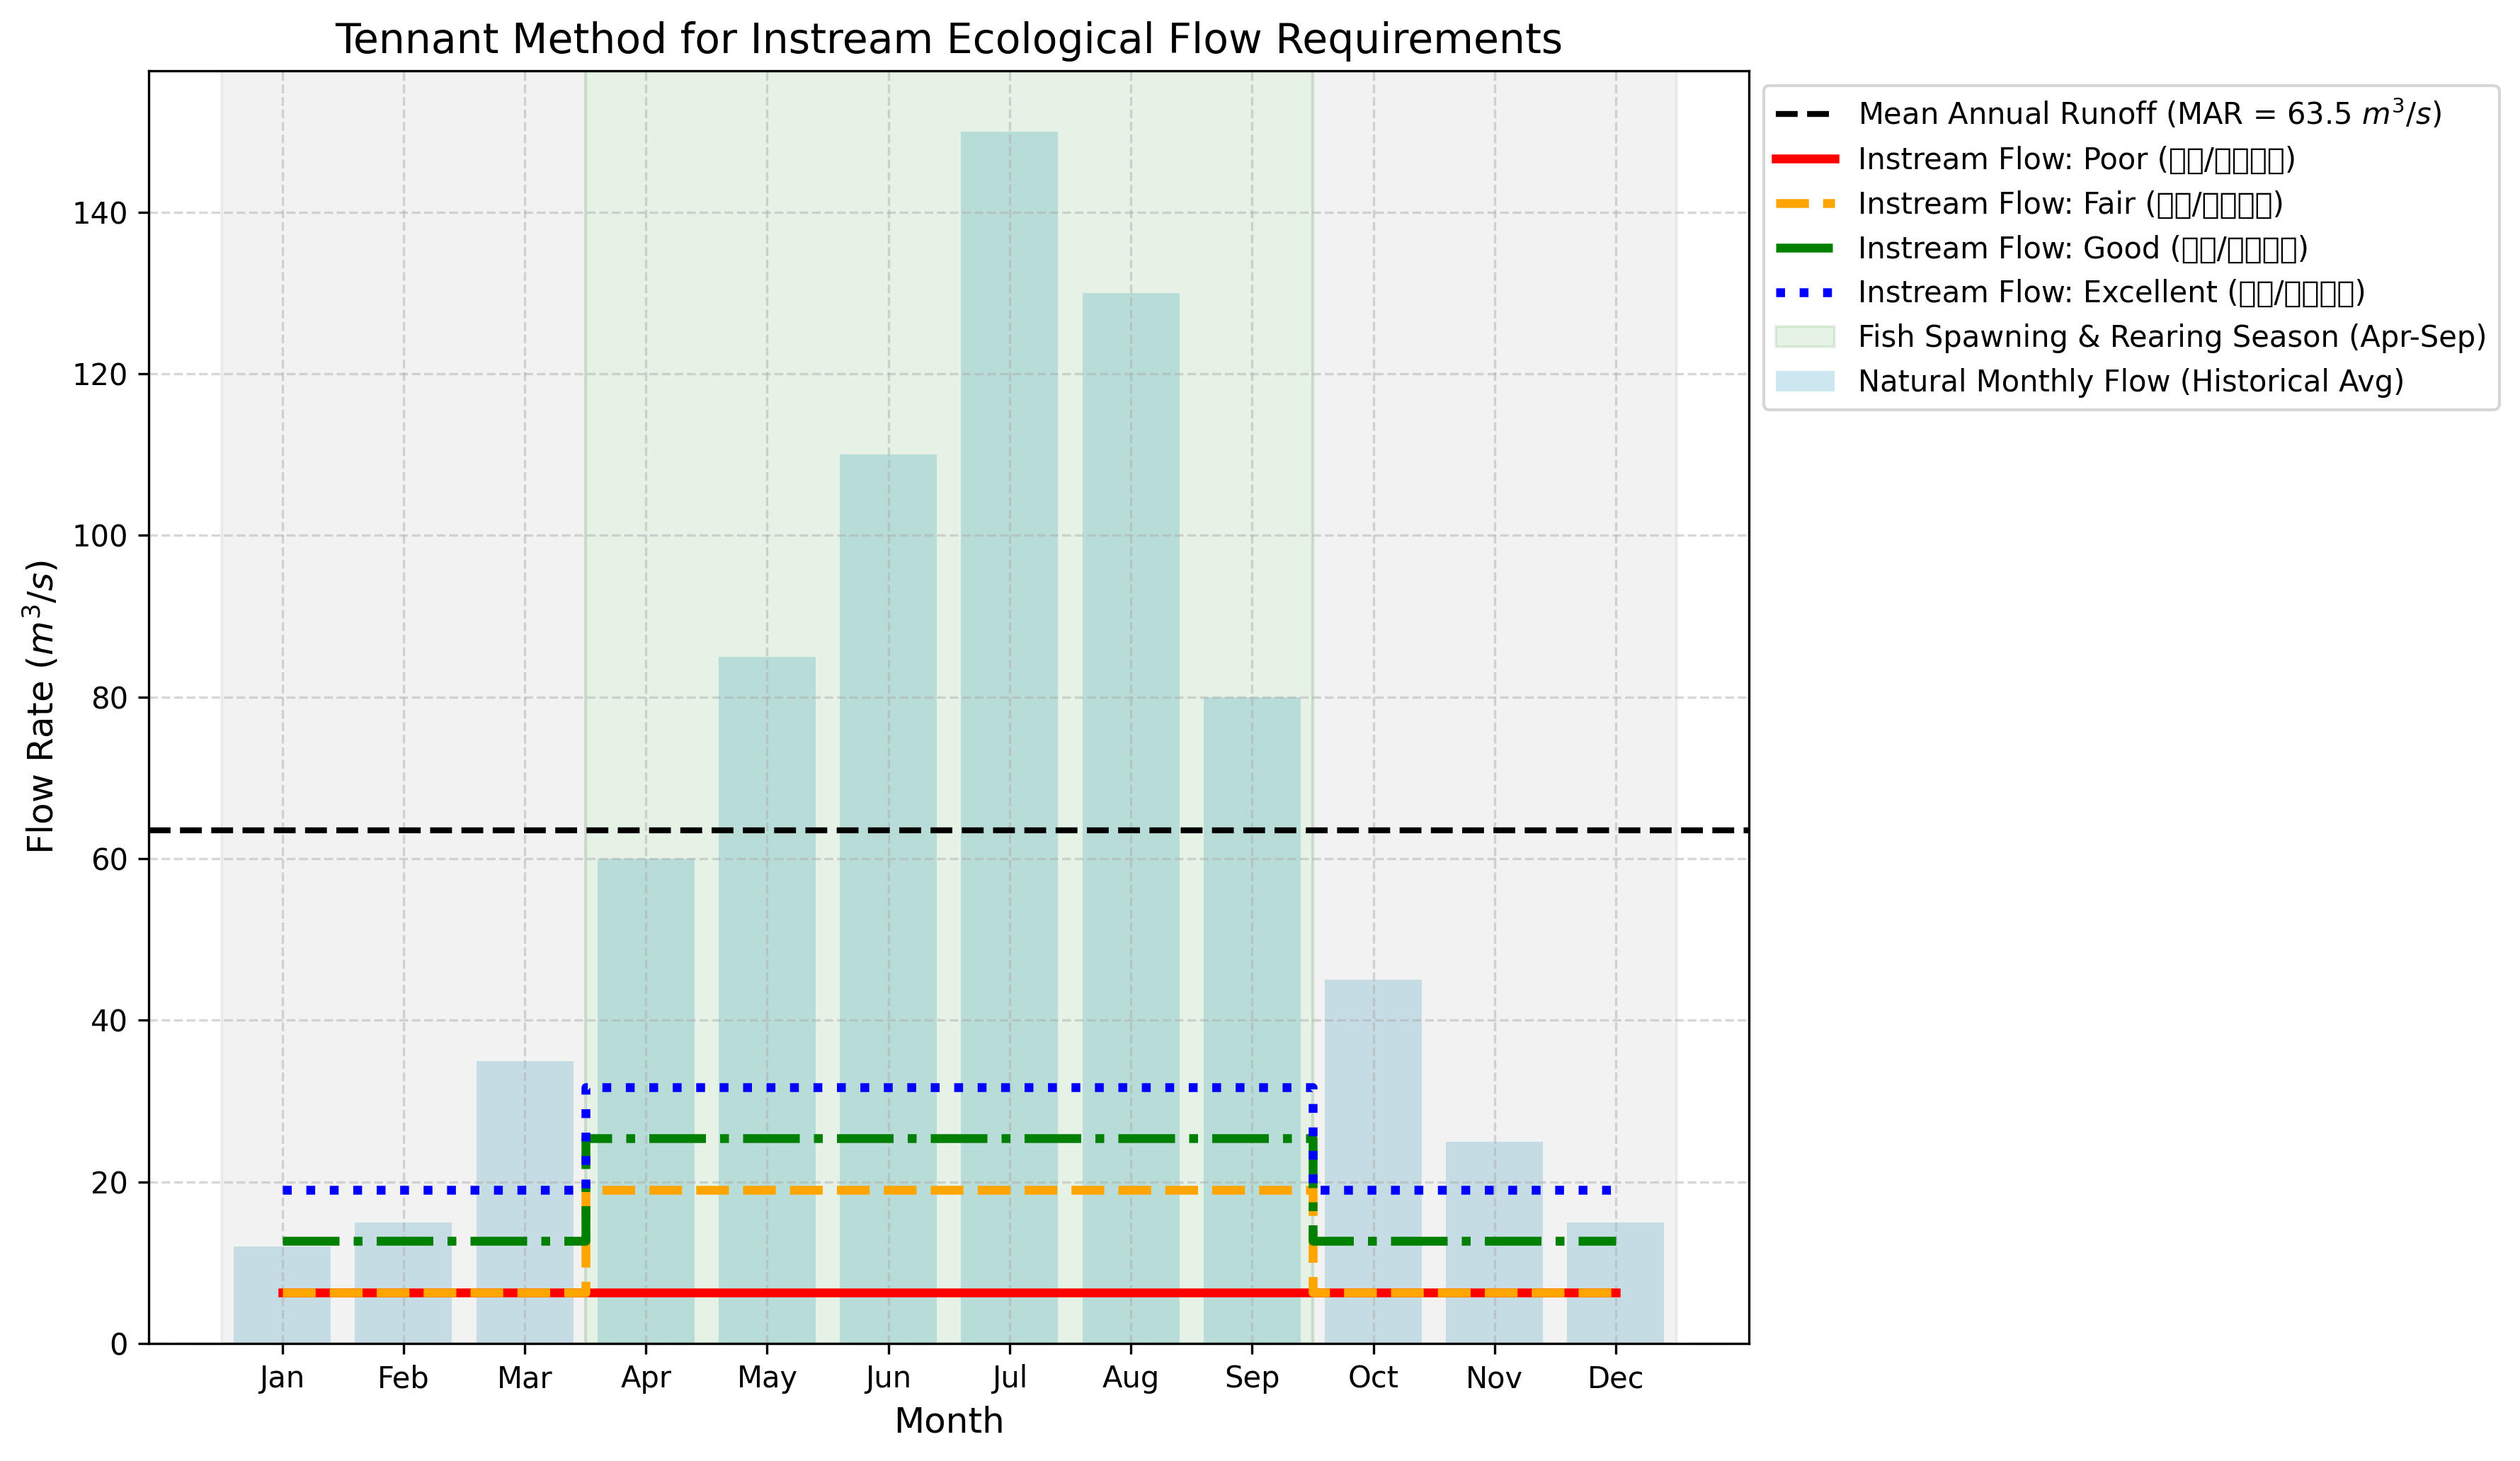 Tennant Method for Instream Ecological Flow Requirements
Flow Rate (m³/s)
140
120
100
80
60
40
20
0
Jan Feb Mar Apr May Jun Jul Aug Sep Oct Nov Dec
Month
Mean Annual Runoff (MAR = 63.5 m³/s)
Instream Flow: Poor (□□/□□□□)
Instream Flow: Fair (□□/□□□□)
Instream Flow: Good (□□/□□□□)
Instream Flow: Excellent (□□/□□□□)
Fish Spawning & Rearing Season (Apr-Sep)
Natural Monthly Flow (Historical Avg)